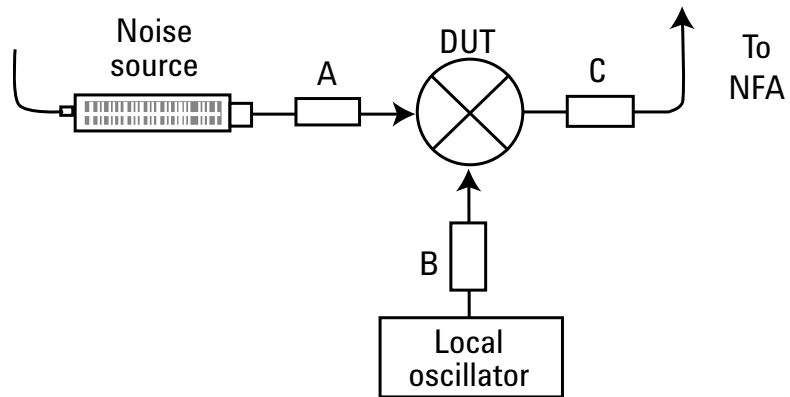 Noise
source
A
DUT
C
To
NFA
B
Local
oscillator